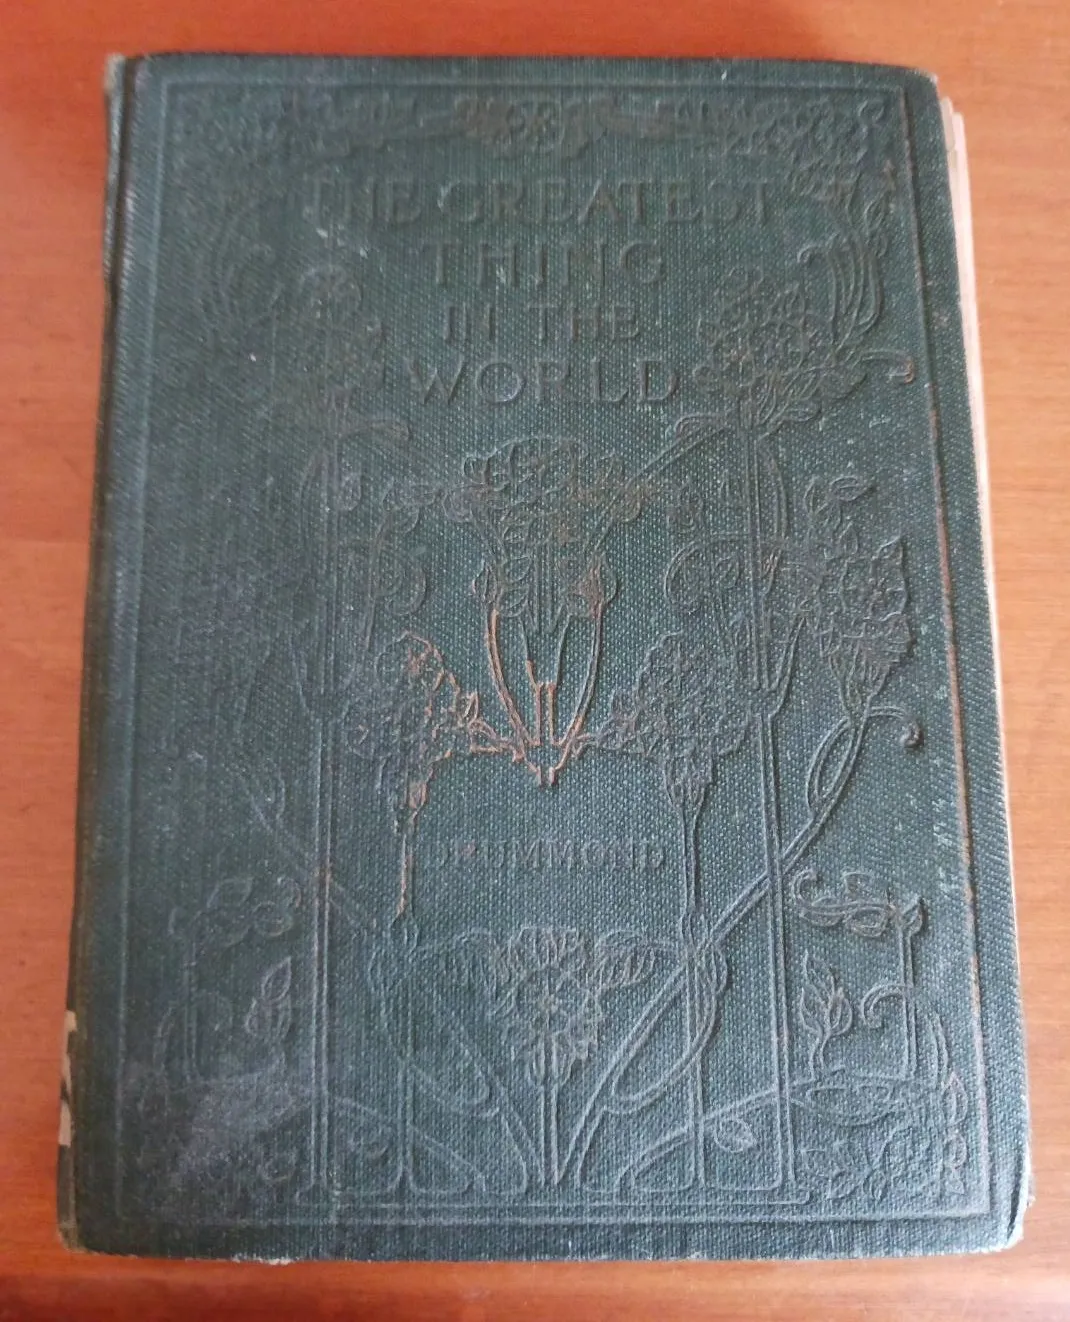 THE GREATEST
THING
IN THE
WORLD
DRUMMOND